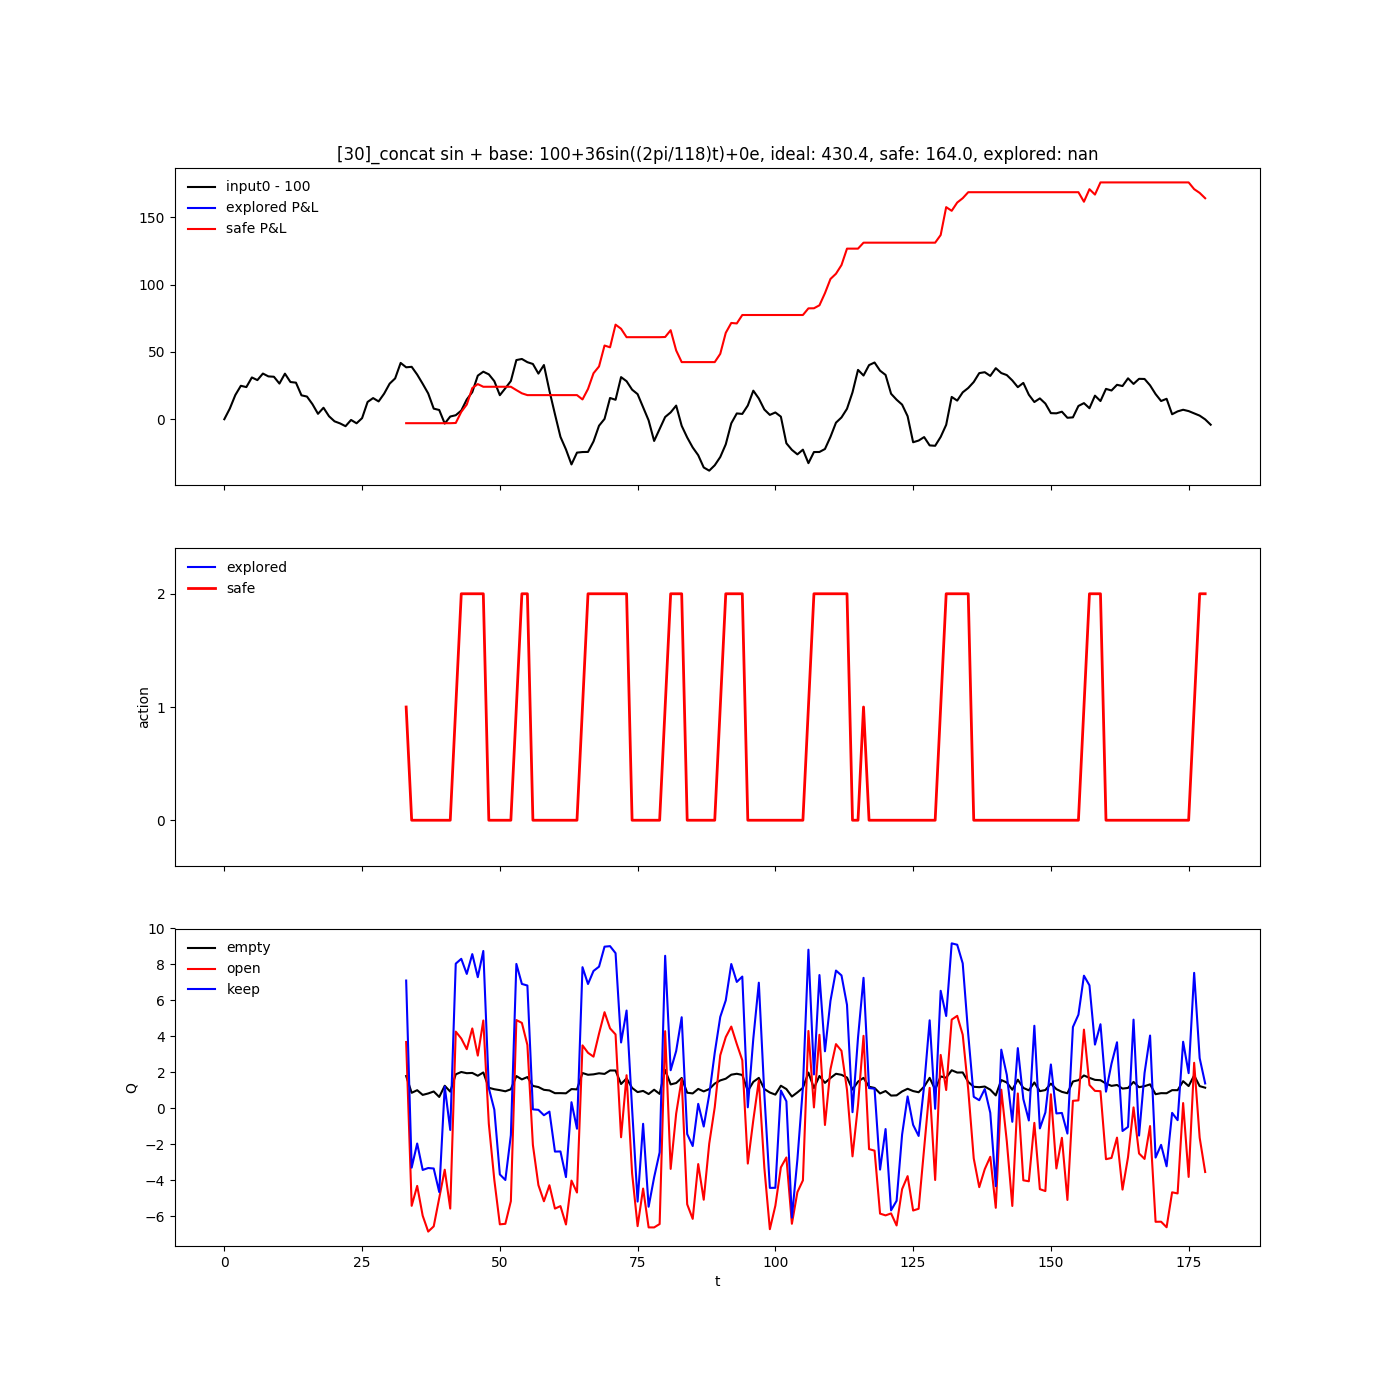 [30]_concat sin + base: 100+36sin((2pi/118)t)+0e, ideal: 430.4, safe: 164.0, explored: nan
input0 - 100
explored P&L
safe P&L
150
100
50
0
explored
safe
2
1
0
action
empty
open
keep
10
8
6
4
2
0
−2
−4
−6
Q
0 25 50 75 100 125 150 175
t